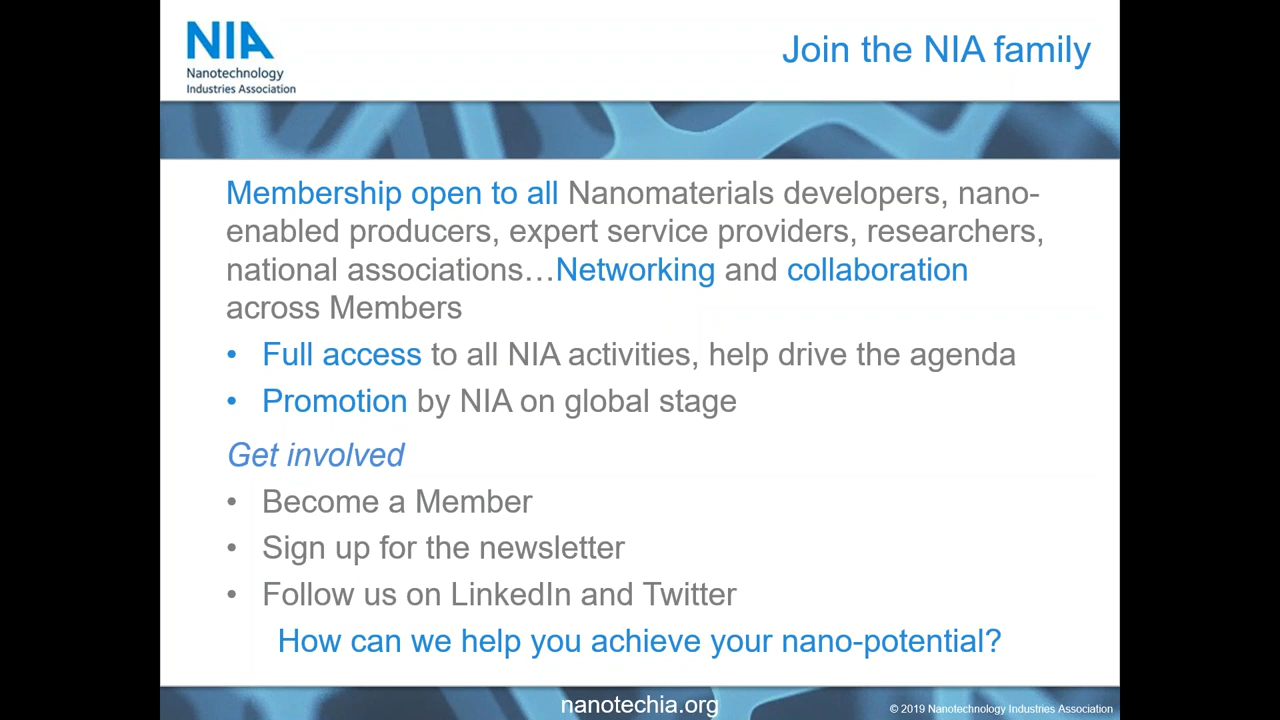 NIA
Nanotechnology
Industries Association
Join the NIA family
Membership open to all Nanomaterials developers, nano-
enabled producers, expert service providers, researchers,
national associations…Networking and collaboration
across Members
• Full access to all NIA activities, help drive the agenda
• Promotion by NIA on global stage
Get involved
• Become a Member
• Sign up for the newsletter
• Follow us on LinkedIn and Twitter
How can we help you achieve your nano-potential?
nanotechia.org
© 2019 Nanotechnology Industries Association